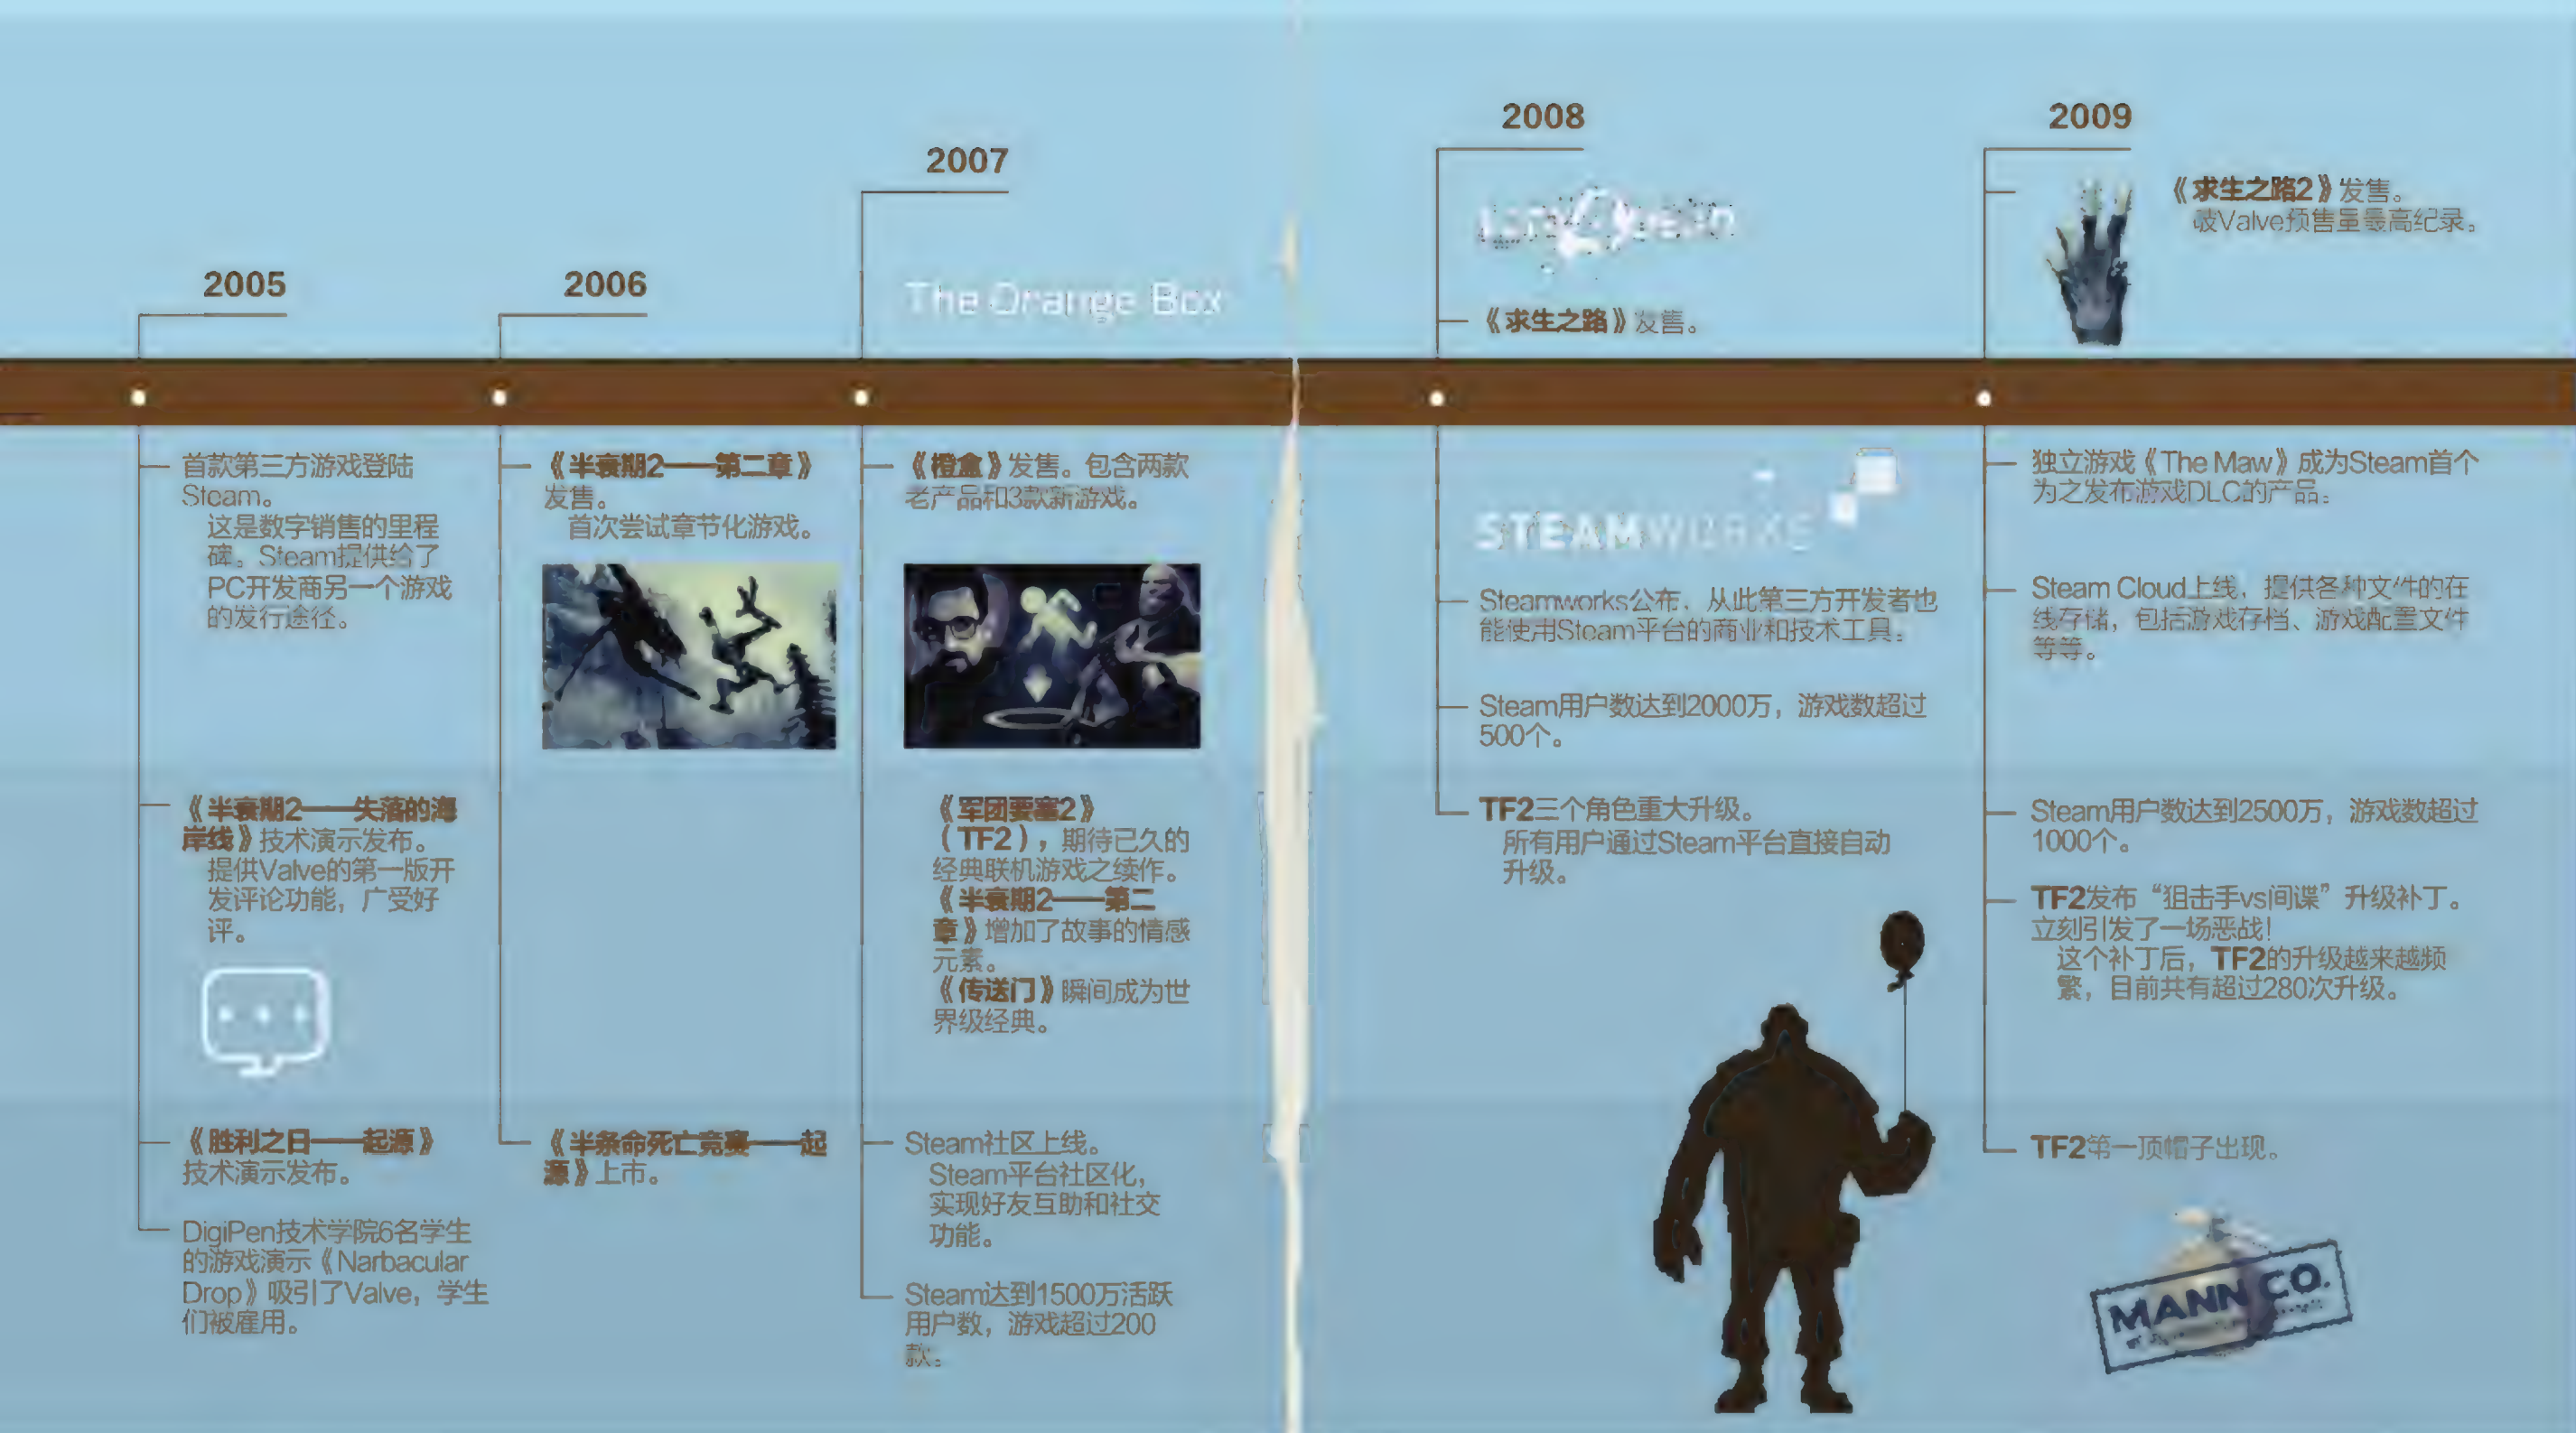 2005
首款第三方游戏登陆
Steam。
这是数字销售的里程
碑。Steam提供给了
PC开发商另一个游戏
的发行途径。
《半衰期2——失落的海
岸线》技术演示发布。
提供Valve的第一版开
发评论功能，广受好
评。
《胜利之日——起源》
技术演示发布。
DigiPen技术学院6名学生
的游戏演示《Narbacular
Drop》吸引了Valve，学生
们被雇用。
2006
《半衰期2——第二章》
发售。
首次尝试章节化游戏。
《半条命死亡竞赛——起
源》上市。
2007
The Orange Box
《橙盒》发售。包含两款
老产品和3款新游戏。
《军团要塞2》
（TF2），期待已久的
经典联机游戏之续作。
《半衰期2——第二
章》增加了故事的情感
元素。
《传送门》瞬间成为世
界级经典。
Steam社区上线。
Steam平台社区化，
实现好友互助和社交
功能。
Steam达到1500万活跃
用户数，游戏超过200
款。
2008
《求生之路》发售。
STEAMWORKS
Steamworks公布，从此第三方开发者也
能使用Steam平台的商业和技术工具。
Steam用户数达到2000万，游戏数超过
500个。
TF2三个角色重大升级。
所有用户通过Steam平台直接自动
升级。
2009
《求生之路2》发售。
破Valve预售量最高纪录。
独立游戏《The Maw》成为Steam首个
为之发布游戏DLC的产品。
Steam Cloud上线，提供各种文件的在
线存储，包括游戏存档、游戏配置文件
等等。
Steam用户数达到2500万，游戏数超过
1000个。
TF2发布“狙击手vs间谍”升级补丁。
立刻引发了一场恶战！
这个补丁后，TF2的升级越来越频
繁，目前共有超过280次升级。
TF2第一顶帽子出现。
MANN CO.